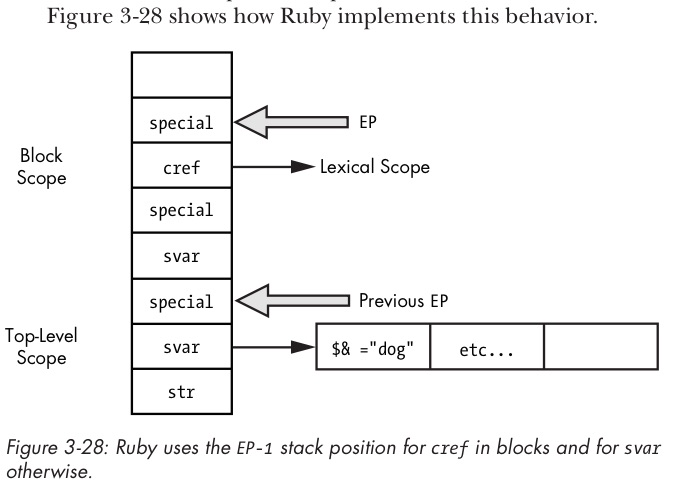 Figure 3-28 shows how Ruby implements this behavior.
special
EP
Block
Scope
cref
Lexical Scope
special
svar
special
Previous EP
Top-Level
Scope
svar
$& ="dog"
etc...
str
Figure 3-28: Ruby uses the EP-1 stack position for cref in blocks and for svar
otherwise.